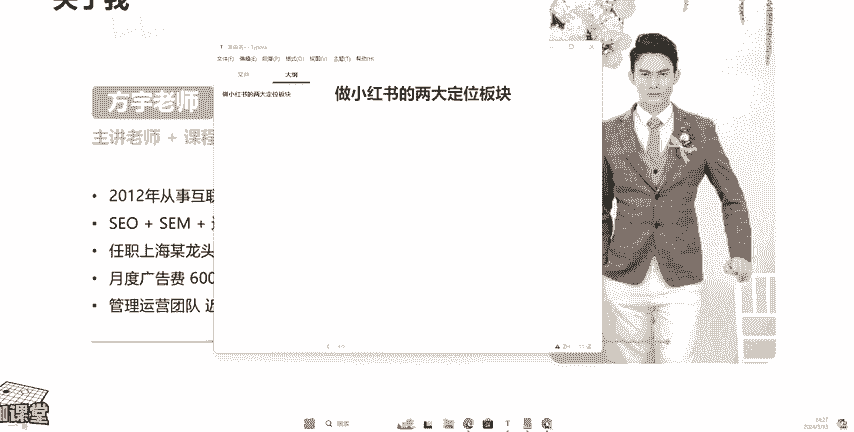 关于我
无标题 - Typora
文件(F) 编辑(E) 段落(P) 格式(O) 视图(V) 主题(T) 帮助(H)
文件 大纲
做小红书的两大定位板块
做小红书的两大定位板块
方宇老师
主讲老师 + 课程
• 2012年从事互联
• SEO + SEM +
• 任职上海某龙头
• 月度广告费 600
• 管理运营团队 近
课堂
搜索